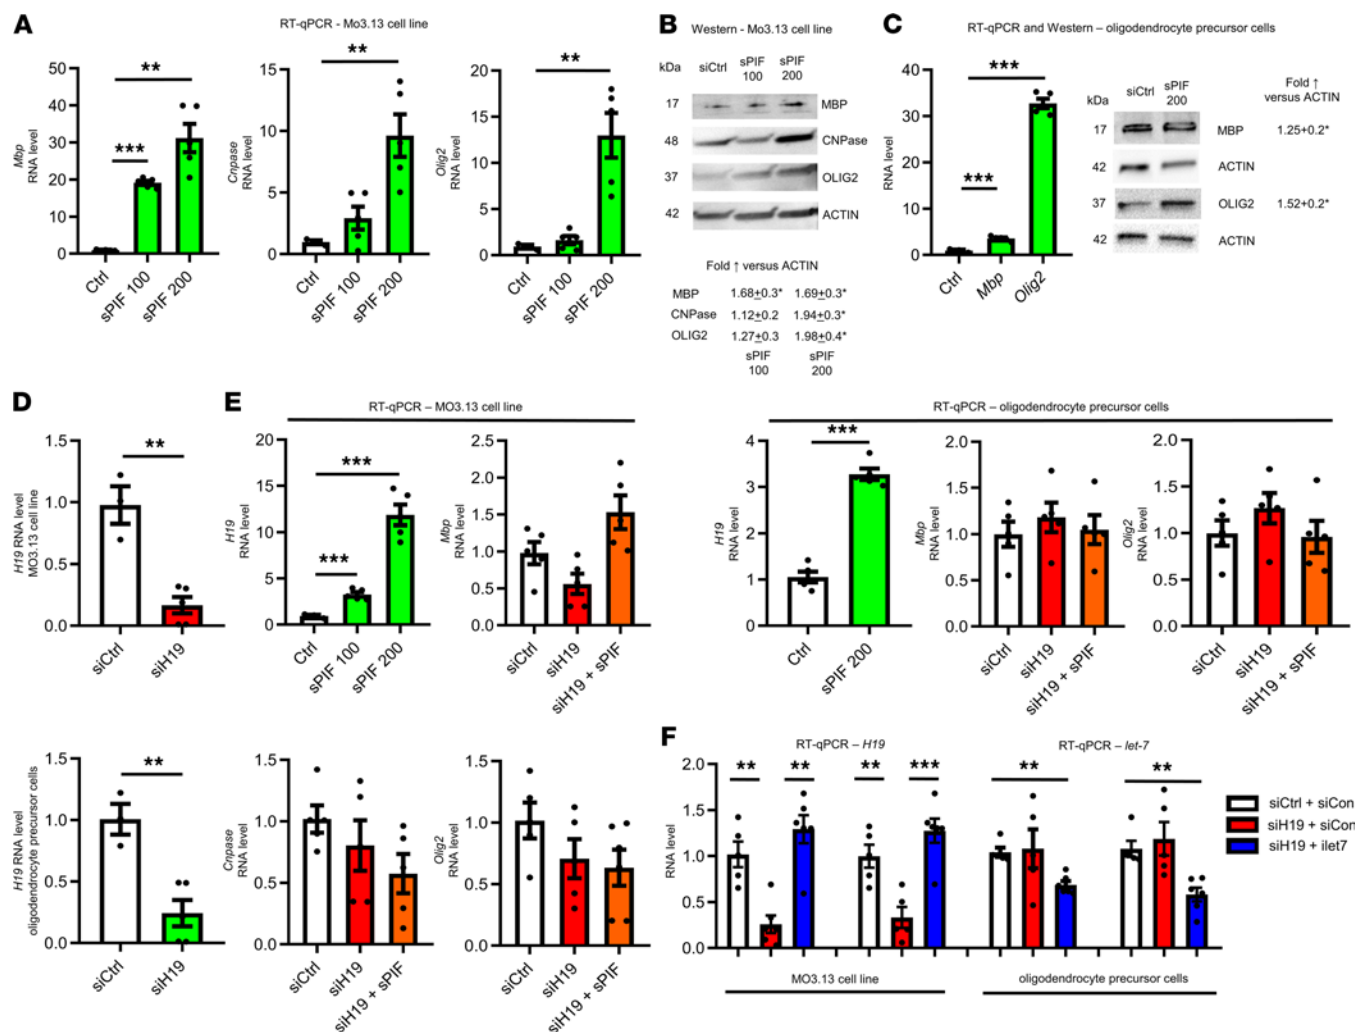 A
RT-qPCR - Mo3.13 cell line
Mbp
RNA level
50
40
30
20
10
0
**
***
Ctrl
sPIF 100
sPIF 200
Cnpase
RNA level
15
10
5
0
**
Ctrl
sPIF 100
sPIF 200
Olig2
RNA level
20
15
10
5
0
**
Ctrl
sPIF 100
sPIF 200
B
Western - Mo3.13 cell line
kDa
siCtrl
sPIF
100
sPIF
200
17
MBP
48
CNPase
37
OLIG2
42
ACTIN
Fold ↑ versus ACTIN
MBP 1.68±0.3* 1.69±0.3*
CNPase 1.12±0.2 1.94±0.3*
OLIG2 1.27±0.3 1.98±0.4*
sPIF
100
sPIF
200
C
RT-qPCR and Western – oligodendrocyte precursor cells
RNA level
40
30
20
10
0
***
***
Ctrl
Mbp
Olig2
kDa
siCtrl
sPIF
200
Fold ↑
versus ACTIN
17 MBP 1.25+0.2*
42 ACTIN
37 OLIG2 1.52+0.2*
42 ACTIN
D
H19 RNA level
MO3.13 cell line
1.5
1.0
0.5
0.0
**
siCtrl
siH19
H19 RNA level
oligodendrocyte precursor cells
1.5
1.0
0.5
0.0
**
siCtrl
siH19
E
RT-qPCR – MO3.13 cell line
H19
RNA level
20
15
10
5
0
***
***
Ctrl
sPIF 100
sPIF 200
Mbp
RNA level
2.5
2.0
1.5
1.0
0.5
0.0
siCtrl
siH19
siH19 + sPIF
Cnpase
RNA level
1.5
1.0
0.5
0.0
siCtrl
siH19
siH19 + sPIF
Olig2
RNA level
1.5
1.0
0.5
0.0
siCtrl
siH19
siH19 + sPIF
RT-qPCR – oligodendrocyte precursor cells
H19
RNA level
4
3
2
1
0
***
Ctrl
sPIF 200
Mbp
RNA level
2.0
1.5
1.0
0.5
0.0
siCtrl
siH19
siH19 + sPIF
Olig2
RNA level
2.0
1.5
1.0
0.5
0.0
siCtrl
siH19
siH19 + sPIF
F
RT-qPCR – H19
RT-qPCR – let-7
RNA level
2.0
1.5
1.0
0.5
0.0
**
**
**
***
**
**
MO3.13 cell line
oligodendrocyte precursor cells
siCtrl + siCon
siH19 + siCon
siH19 + ilet7